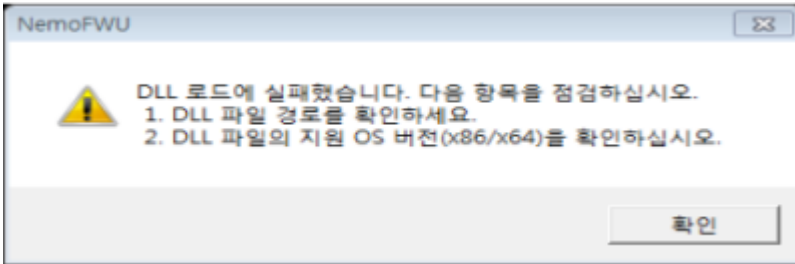 NemoFWU
DLL 로드에 실패했습니다. 다음 항목을 점검하십시오.
1. DLL 파일 경로를 확인하세요.
2. DLL 파일의 지원 OS 버전(x86/x64)을 확인하십시오.
확인